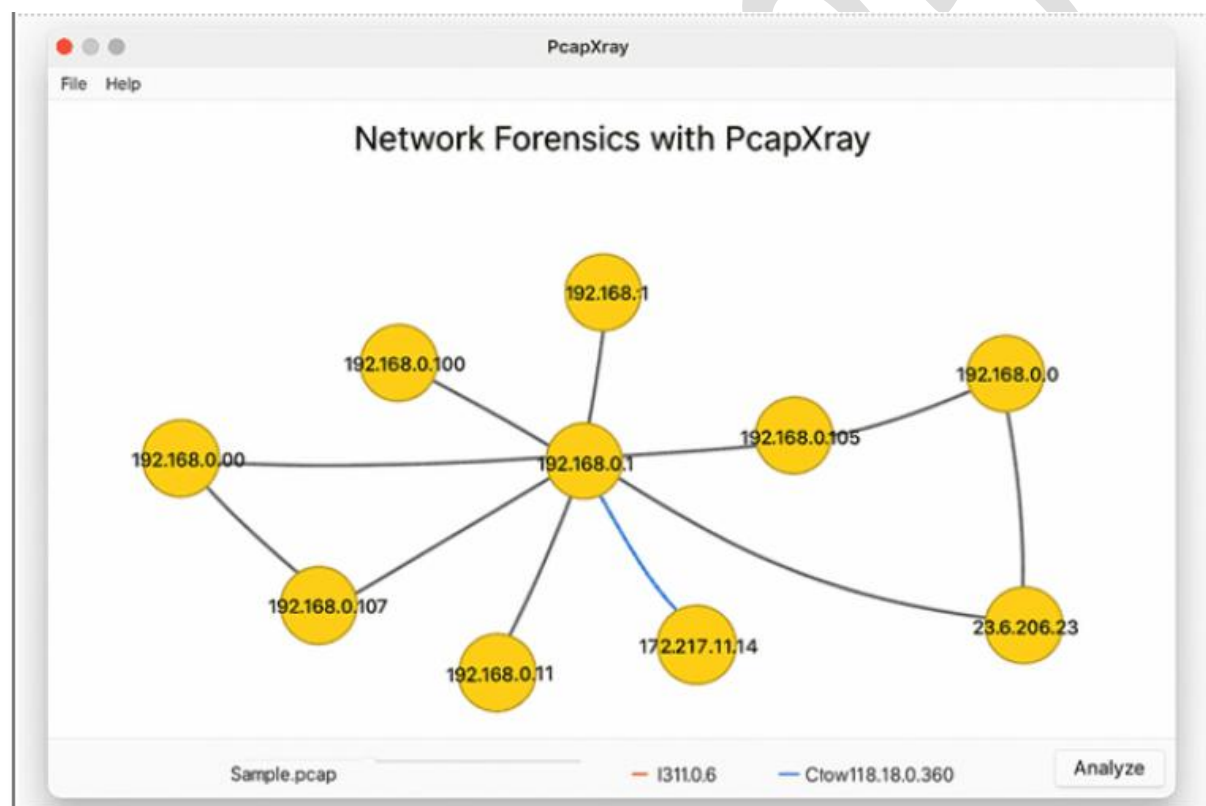 PcapXray
File Help
Network Forensics with PcapXray
192.168.1
192.168.0.100
192.168.0.0
192.168.0.105
192.168.0.00
192.168.0.1
192.168.0.107
23.6.206.23
172.217.11.14
192.168.0.11
Sample.pcap
I311.0.6
Ctow118.18.0.360
Analyze